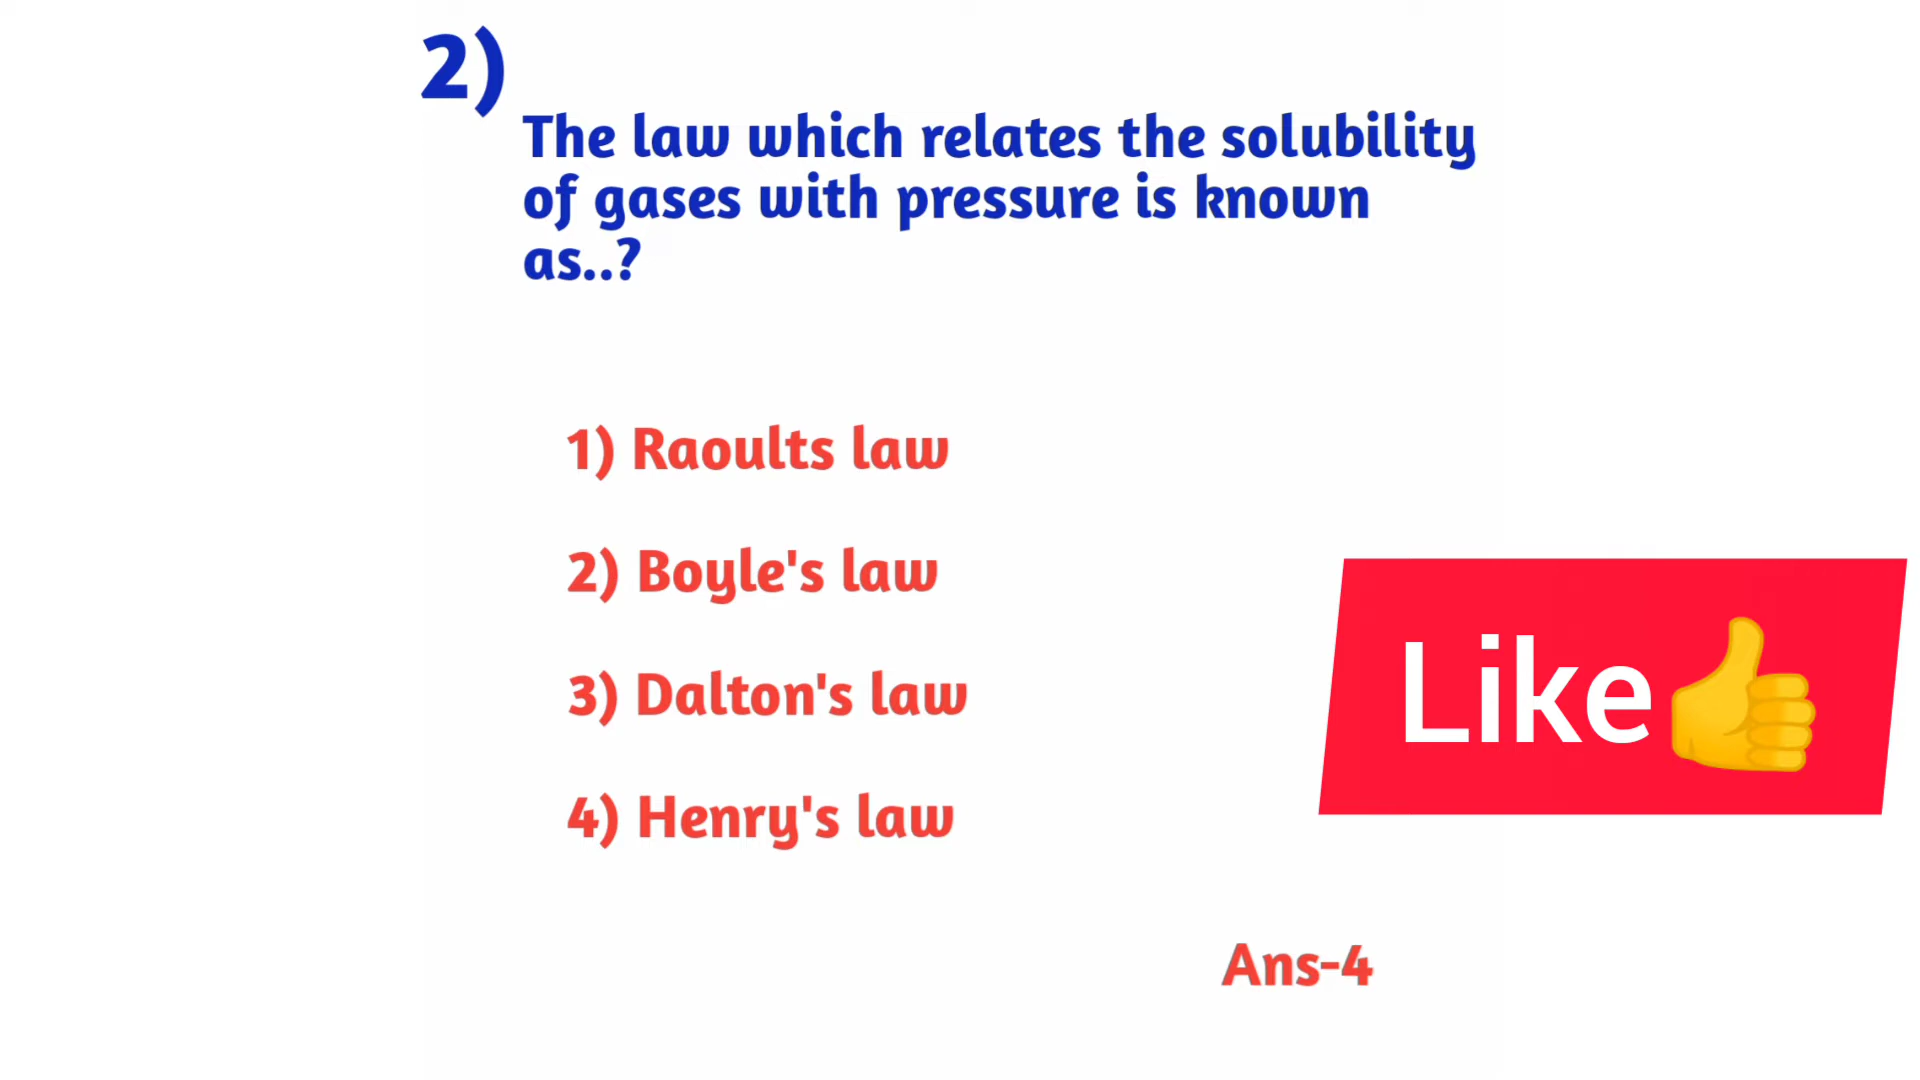 2)
The law which relates the solubility
of gases with pressure is known
as..?
1) Raoults law
2) Boyle's law
3) Dalton's law
4) Henry's law
Like👍
Ans-4